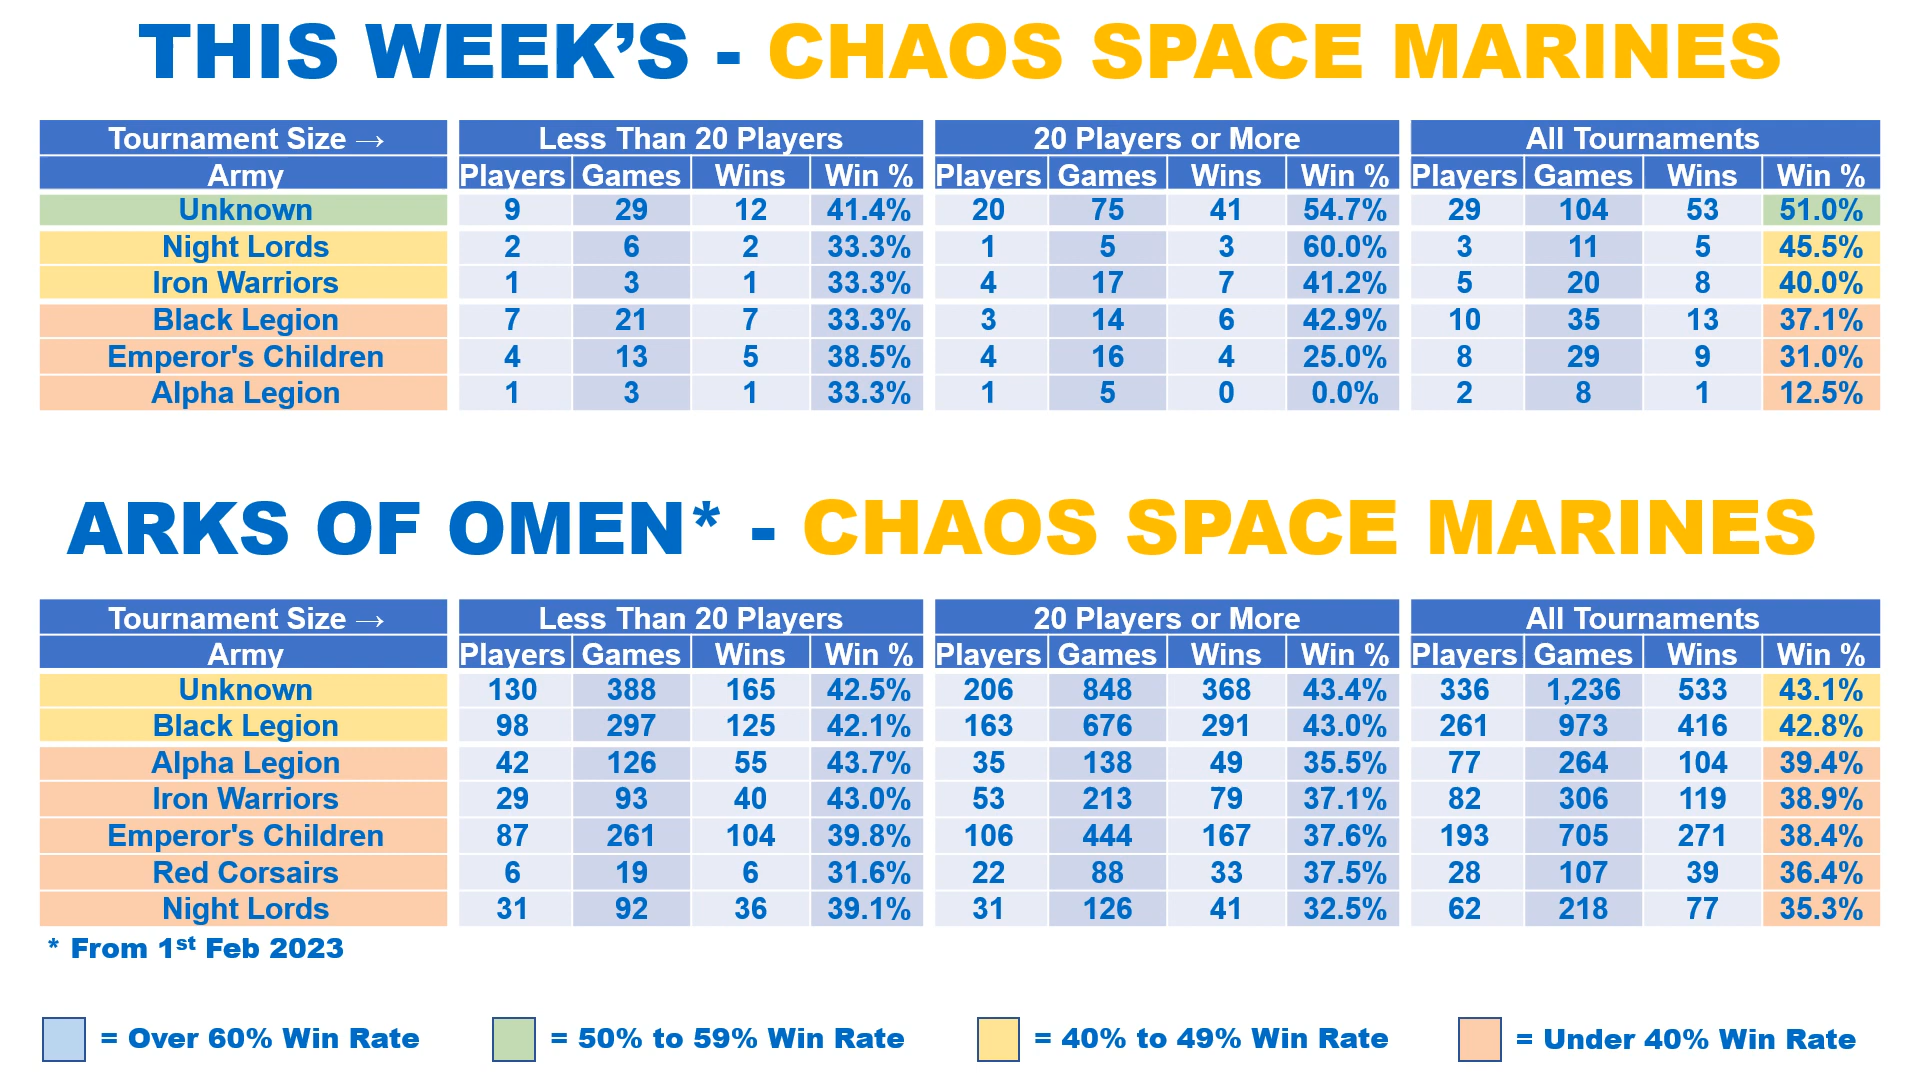 THIS WEEK'S - CHAOS SPACE MARINES
Tournament Size → Less Than 20 Players 20 Players or More All Tournaments
Army Players Games Wins Win % Players Games Wins Win % Players Games Wins Win %
Unknown 9 29 12 41.4% 20 75 41 54.7% 29 104 53 51.0%
Night Lords 2 6 2 33.3% 1 5 3 60.0% 3 11 5 45.5%
Iron Warriors 1 3 1 33.3% 4 17 7 41.2% 5 20 8 40.0%
Black Legion 7 21 7 33.3% 3 14 6 42.9% 10 35 13 37.1%
Emperor's Children 4 13 5 38.5% 4 16 4 25.0% 8 29 9 31.0%
Alpha Legion 1 3 1 33.3% 1 5 0 0.0% 2 8 1 12.5%
ARKS OF OMEN* - CHAOS SPACE MARINES
Tournament Size → Less Than 20 Players 20 Players or More All Tournaments
Army Players Games Wins Win % Players Games Wins Win % Players Games Wins Win %
Unknown 130 388 165 42.5% 206 848 368 43.4% 336 1,236 533 43.1%
Black Legion 98 297 125 42.1% 163 676 291 43.0% 261 973 416 42.8%
Alpha Legion 42 126 55 43.7% 35 138 49 35.5% 77 264 104 39.4%
Iron Warriors 29 93 40 43.0% 53 213 79 37.1% 82 306 119 38.9%
Emperor's Children 87 261 104 39.8% 106 444 167 37.6% 193 705 271 38.4%
Red Corsairs 6 19 6 31.6% 22 88 33 37.5% 28 107 39 36.4%
Night Lords 31 92 36 39.1% 31 126 41 32.5% 62 218 77 35.3%
* From 1st Feb 2023
= Over 60% Win Rate = 50% to 59% Win Rate = 40% to 49% Win Rate = Under 40% Win Rate